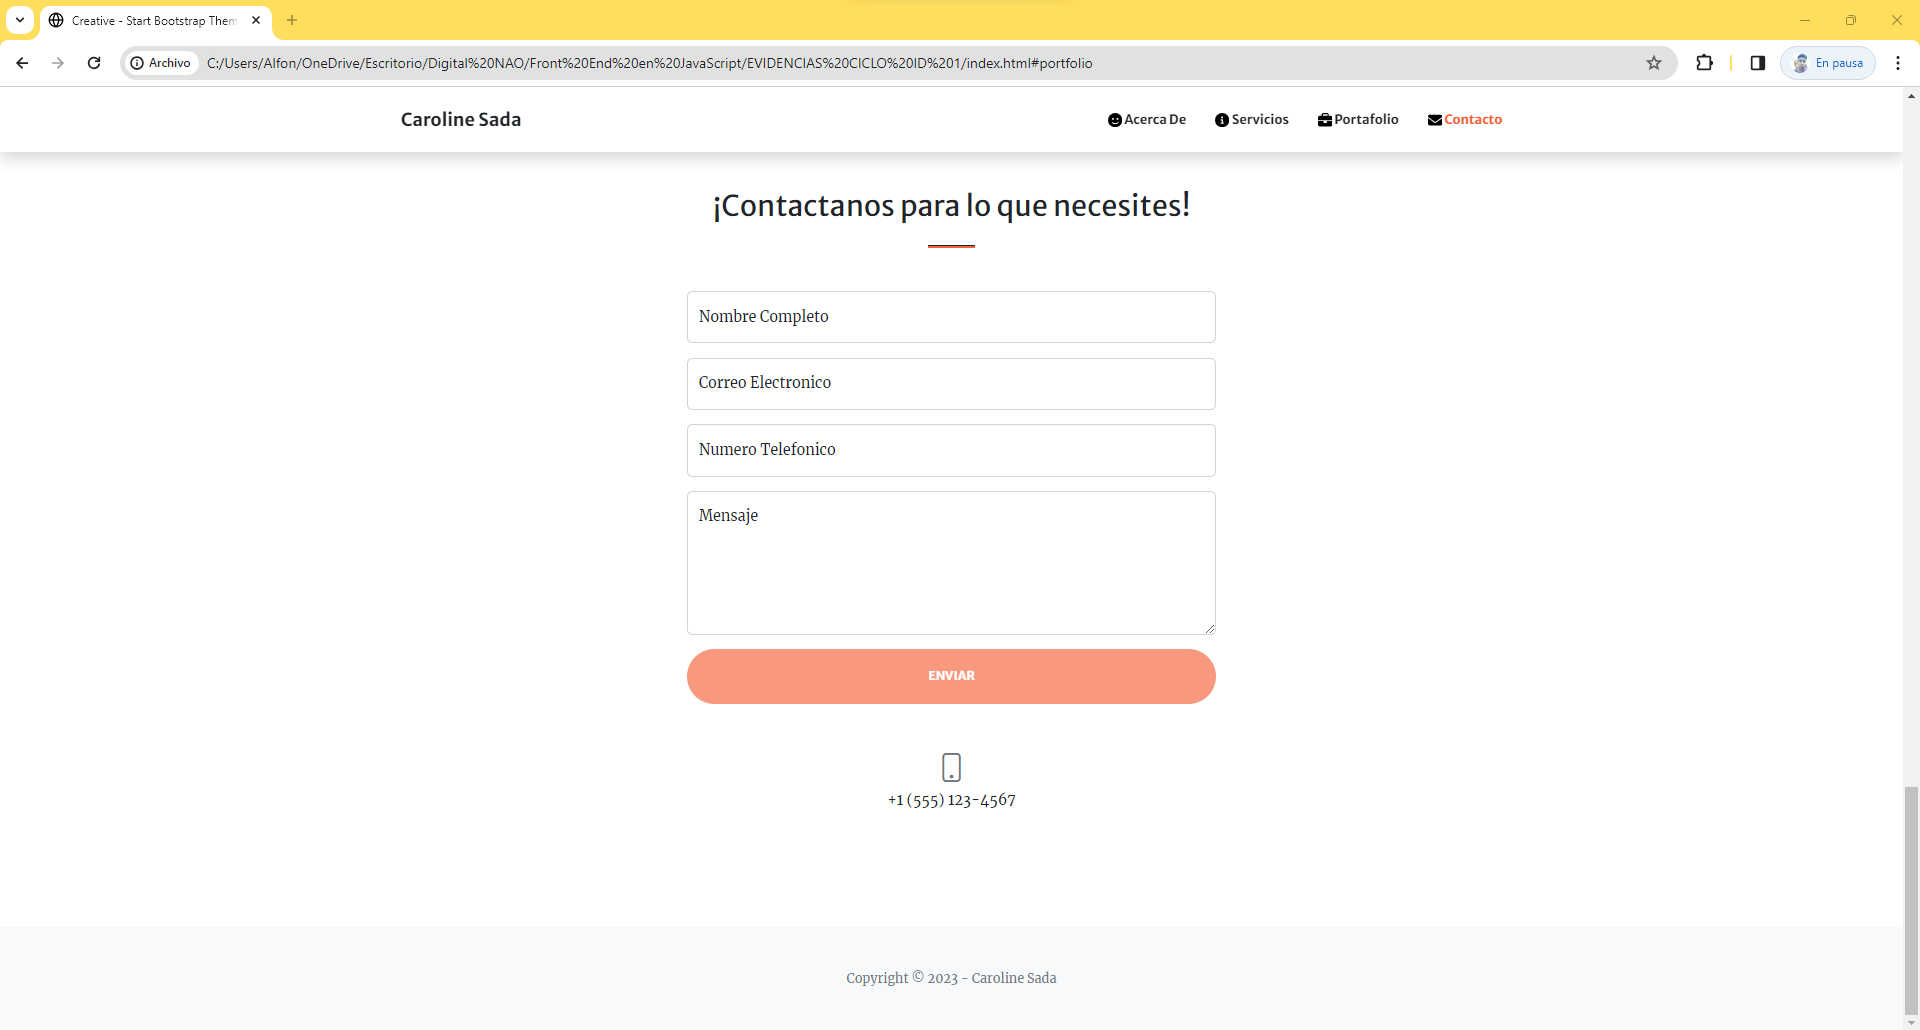 Creative - Start Bootstrap Them
Archivo
C:/Users/Alfon/OneDrive/Escritorio/Digital%20NAO/Front%20End%20en%20JavaScript/EVIDENCIAS%20CICLO%20ID%201/index.html#portfolio
En pausa
Caroline Sada
Acerca De
Servicios
Portafolio
Contacto
¡Contactanos para lo que necesites!
Nombre Completo
Correo Electronico
Numero Telefonico
Mensaje
ENVIAR
+1 (555) 123-4567
Copyright © 2023 - Caroline Sada